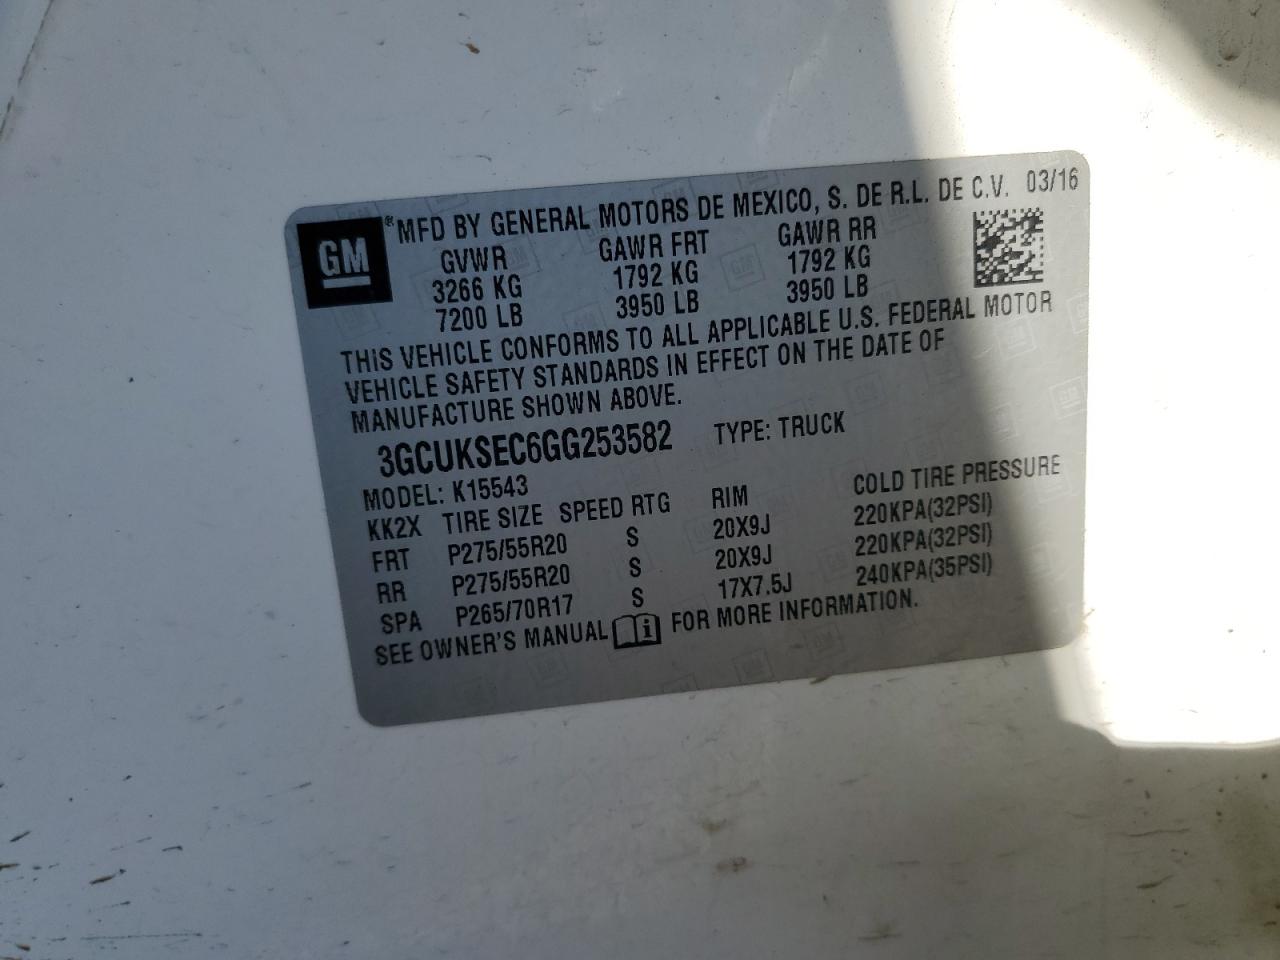 GM ® MFD BY GENERAL MOTORS DE MEXICO, S. DE R.L. DE C.V. 03/16
GVWR GAWR FRT GAWR RR
3266 KG 1792 KG 1792 KG
7200 LB 3950 LB 3950 LB
THIS VEHICLE CONFORMS TO ALL APPLICABLE U.S. FEDERAL MOTOR
VEHICLE SAFETY STANDARDS IN EFFECT ON THE DATE OF
MANUFACTURE SHOWN ABOVE.
3GCUKSEC6GG253582 TYPE: TRUCK
MODEL: K15543
KK2X TIRE SIZE SPEED RTG RIM COLD TIRE PRESSURE
FRT P275/55R20 S 20X9J 220KPA(32PSI)
RR P275/55R20 S 20X9J 220KPA(32PSI)
SPA P265/70R17 S 17X7.5J 240KPA(35PSI)
SEE OWNER'S MANUAL i FOR MORE INFORMATION.